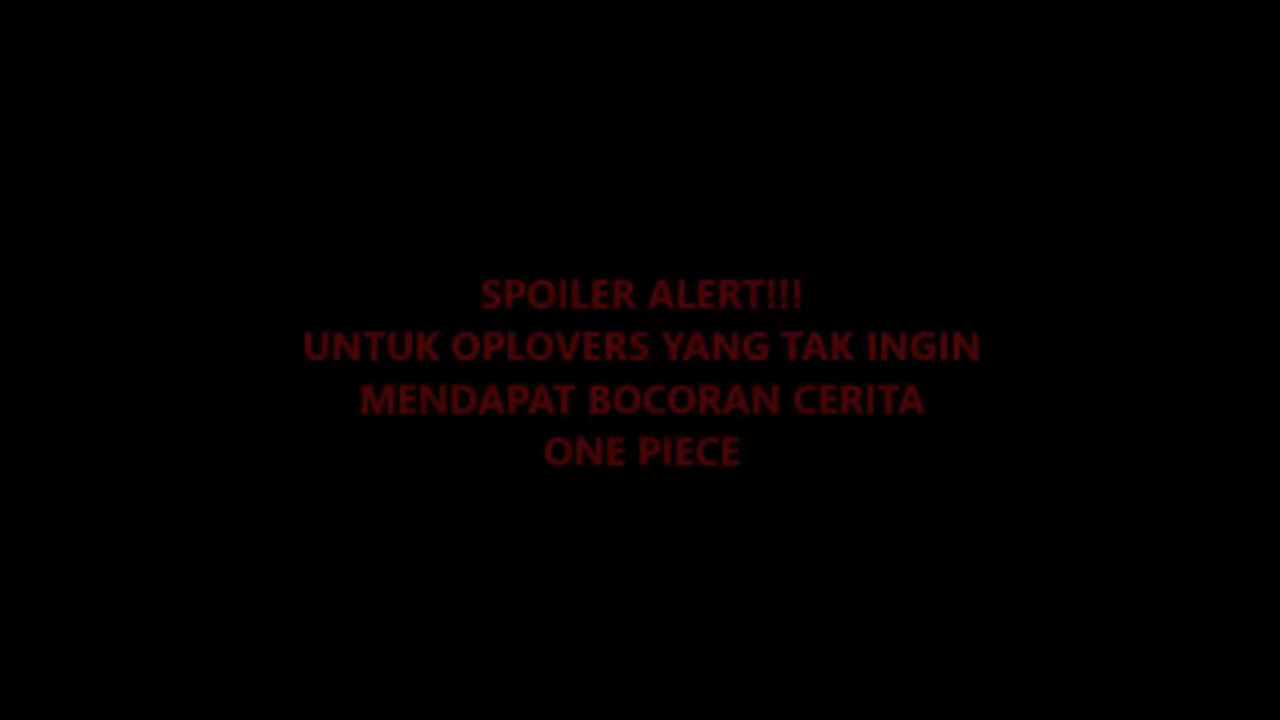 SPOILER ALERT!!!
UNTUK OPLOVERS YANG TAK INGIN
MENDAPAT BOCORAN CERITA
ONE PIECE